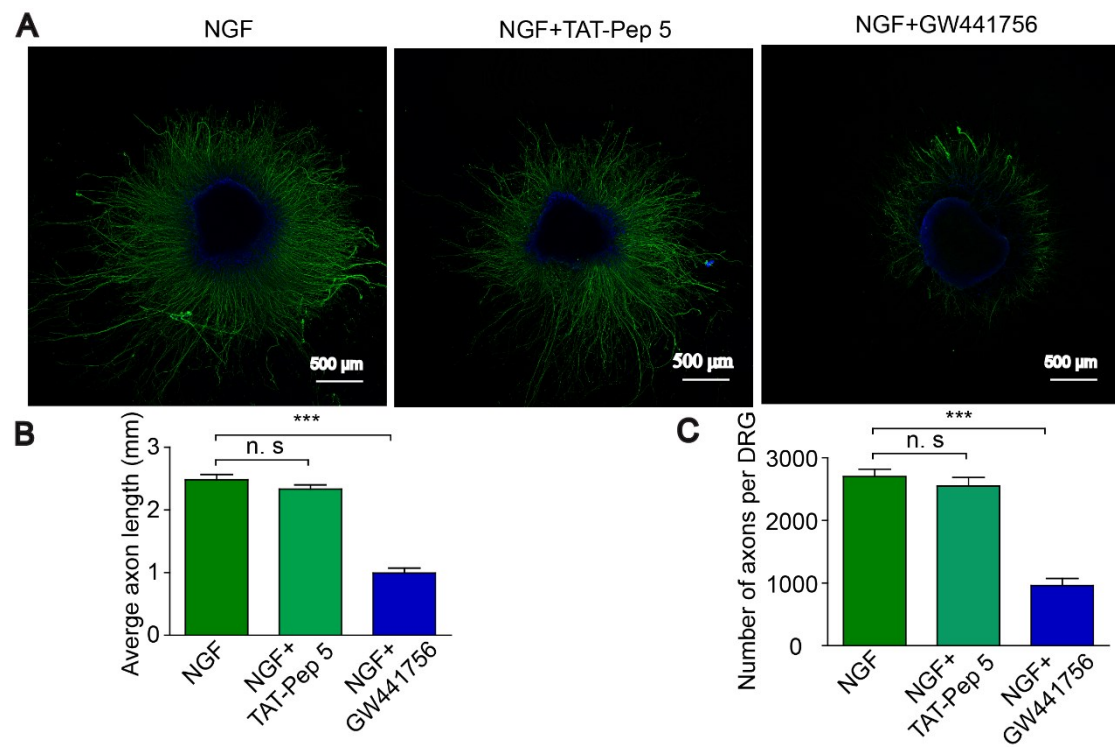 A
NGF
NGF+TAT-Pep 5
NGF+GW441756
500 µm
500 µm
500 µm
B
Averge axon length (mm)
3
2
1
0
***
n. s
NGF
NGF+
TAT-Pep 5
NGF+
GW441756
C
Number of axons per DRG
3000
2000
1000
0
***
n. s
NGF
NGF+
TAT-Pep 5
NGF+
GW441756